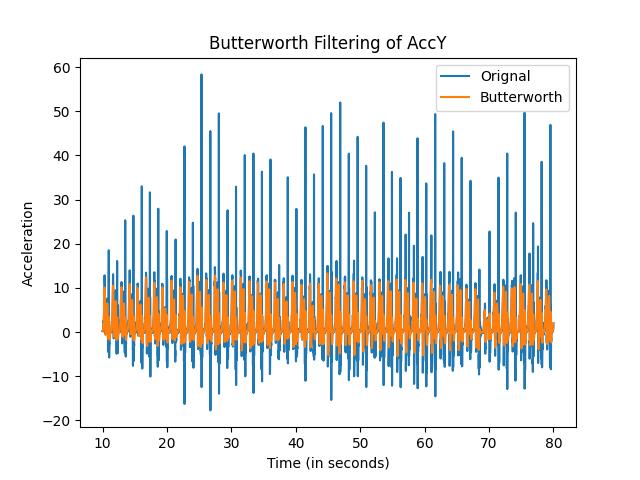 Butterworth Filtering of AccY
Orignal
Butterworth
60
50
40
30
20
10
0
−10
−20
Acceleration
10 20 30 40 50 60 70 80
Time (in seconds)